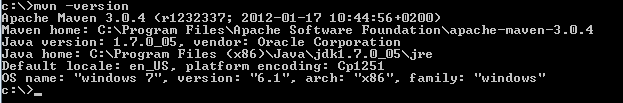 c:\>mvn -version
Apache Maven 3.0.4 (r1232337; 2012-01-17 10:44:56+0200)
Maven home: C:\Program Files\Apache Software Foundation\apache-maven-3.0.4
Java version: 1.7.0_05, vendor: Oracle Corporation
Java home: C:\Program Files (x86)\Java\jdk1.7.0_05\jre
Default locale: en_US, platform encoding: Cp1251
OS name: "windows 7", version: "6.1", arch: "x86", family: "windows"
c:\>